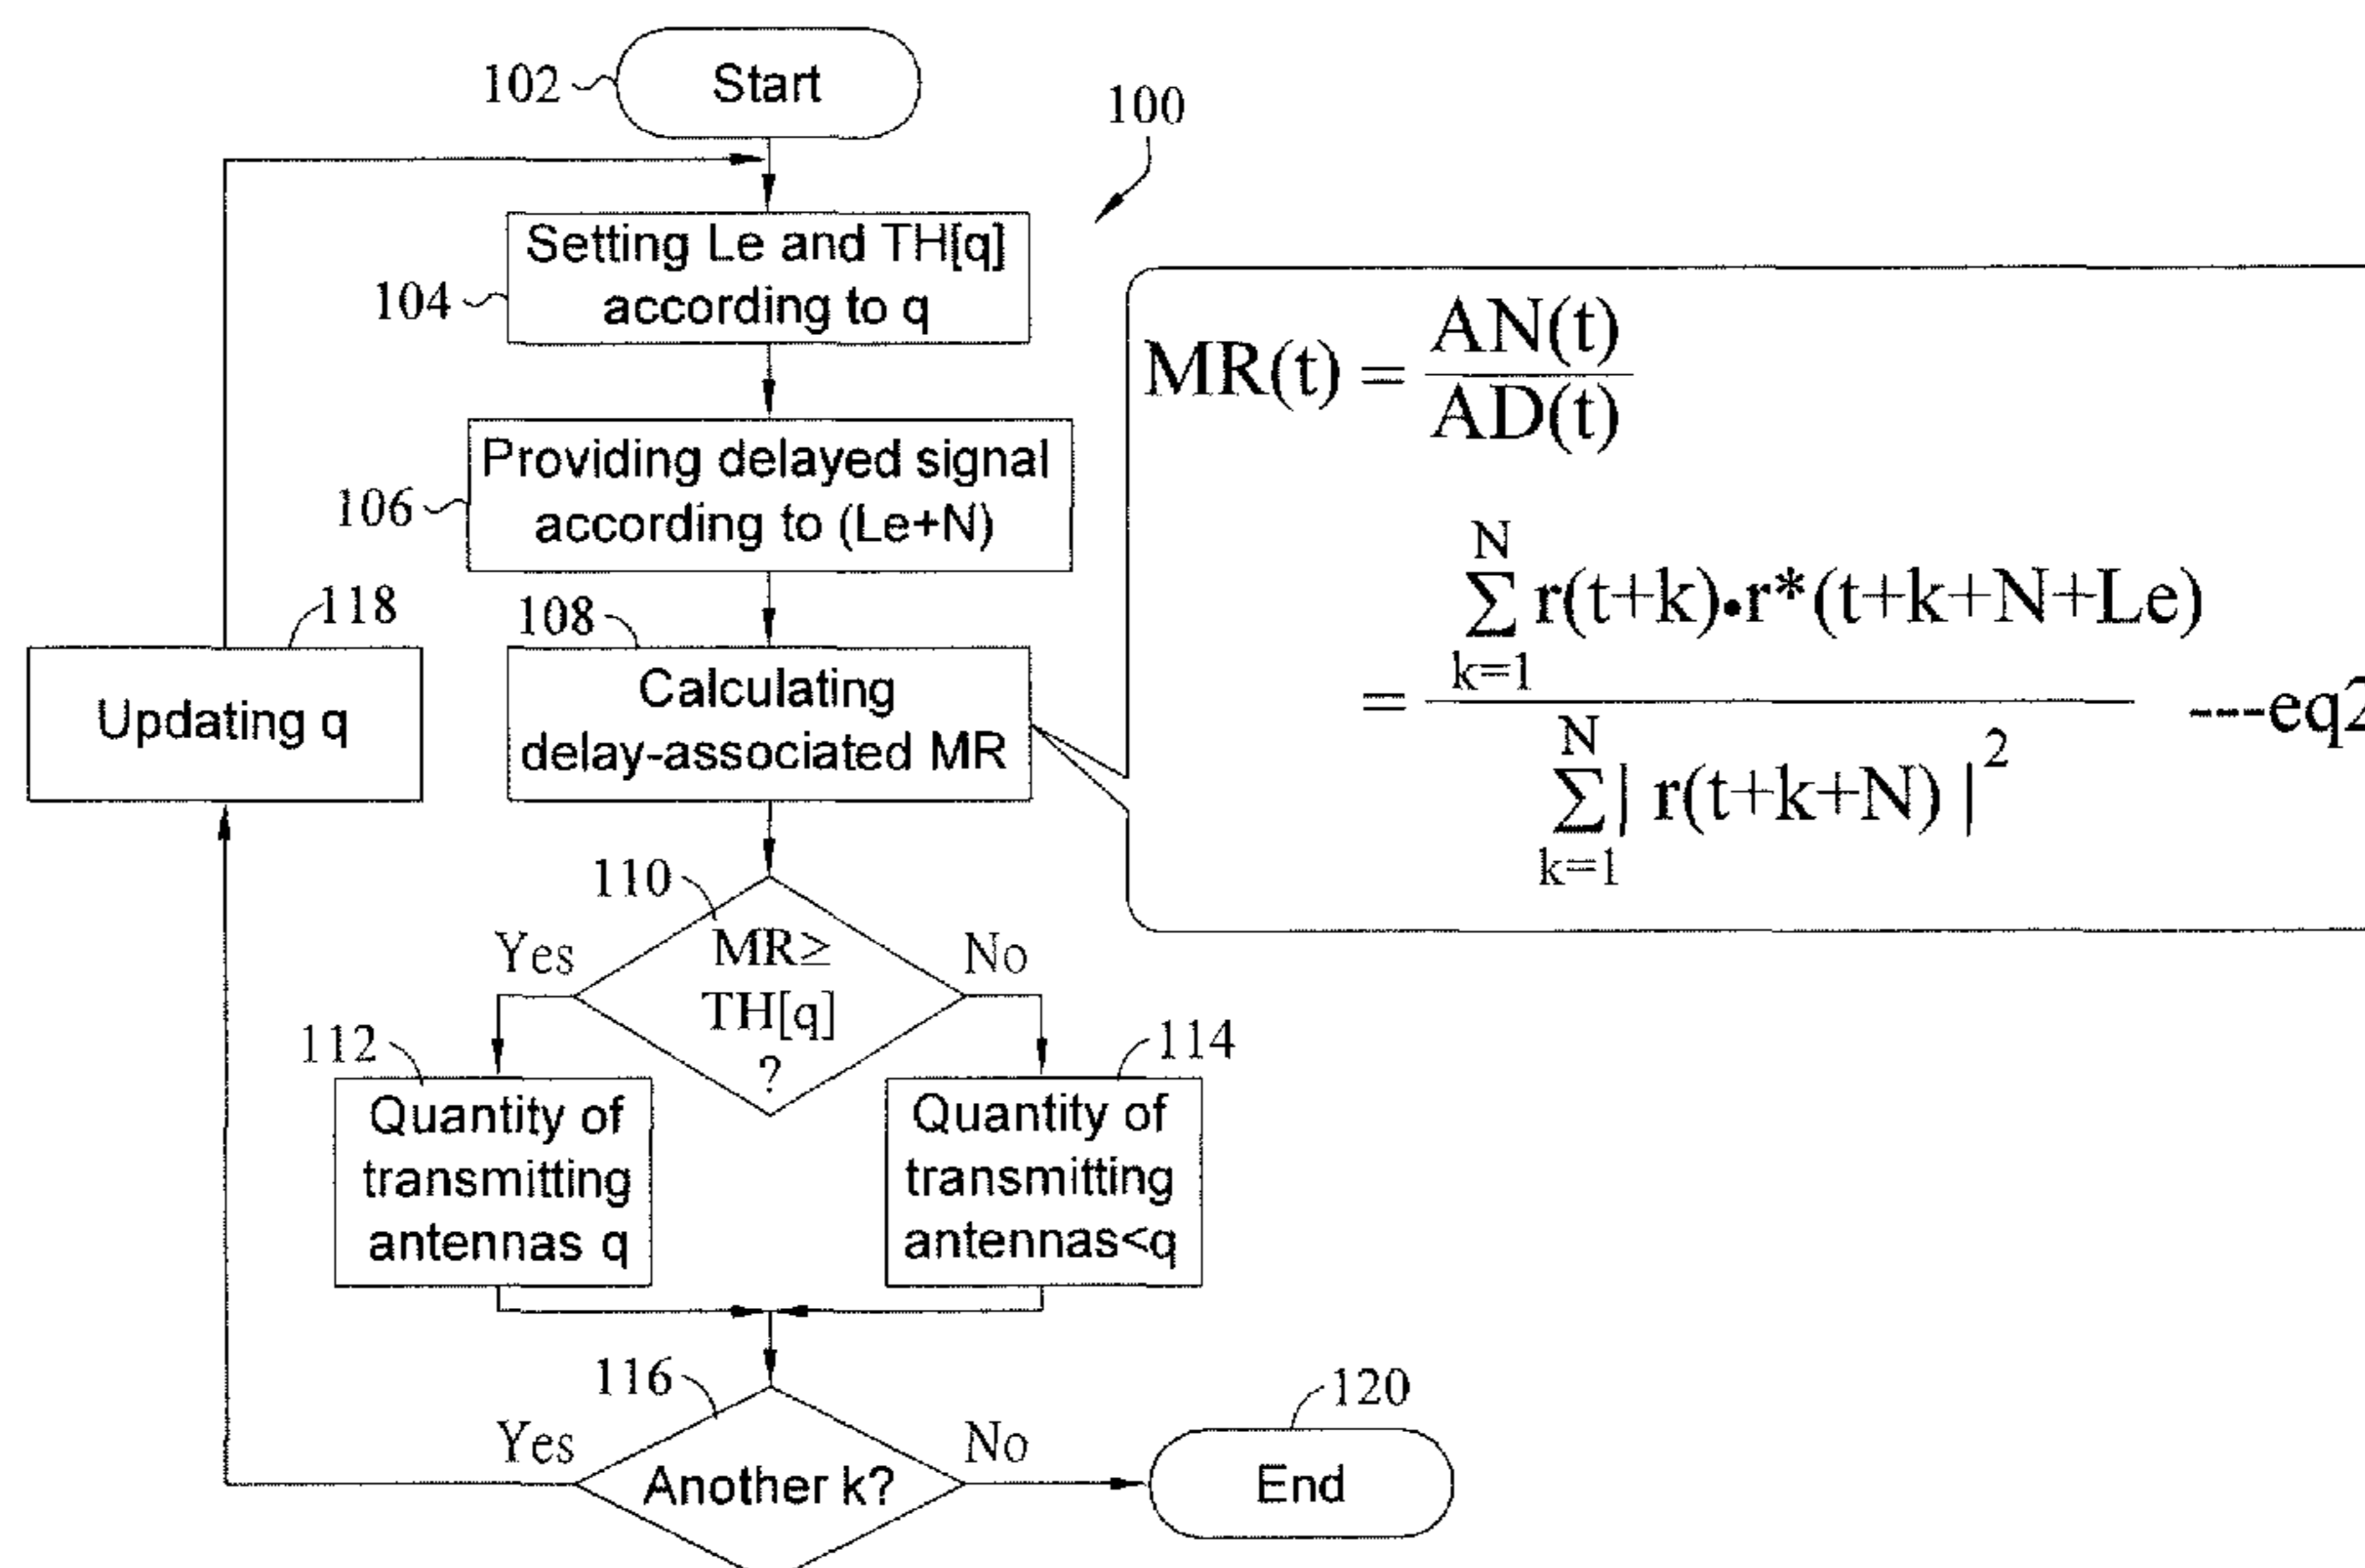 102
Start
100
Setting Le and TH[q]
according to q
104
Providing delayed signal
according to (Le+N)
106
118
Updating q
108
Calculating
delay-associated MR
MR(t) = AN(t)
AD(t)
N
∑ r(t+k)•r*(t+k+N+Le)
k=1
= ---eq2
N
∑| r(t+k+N) |²
k=1
110
MR≥
TH[q]
?
Yes
No
112
Quantity of
transmitting
antennas q
114
Quantity of
transmitting
antennas<q
116
Another k?
Yes
No
120
End